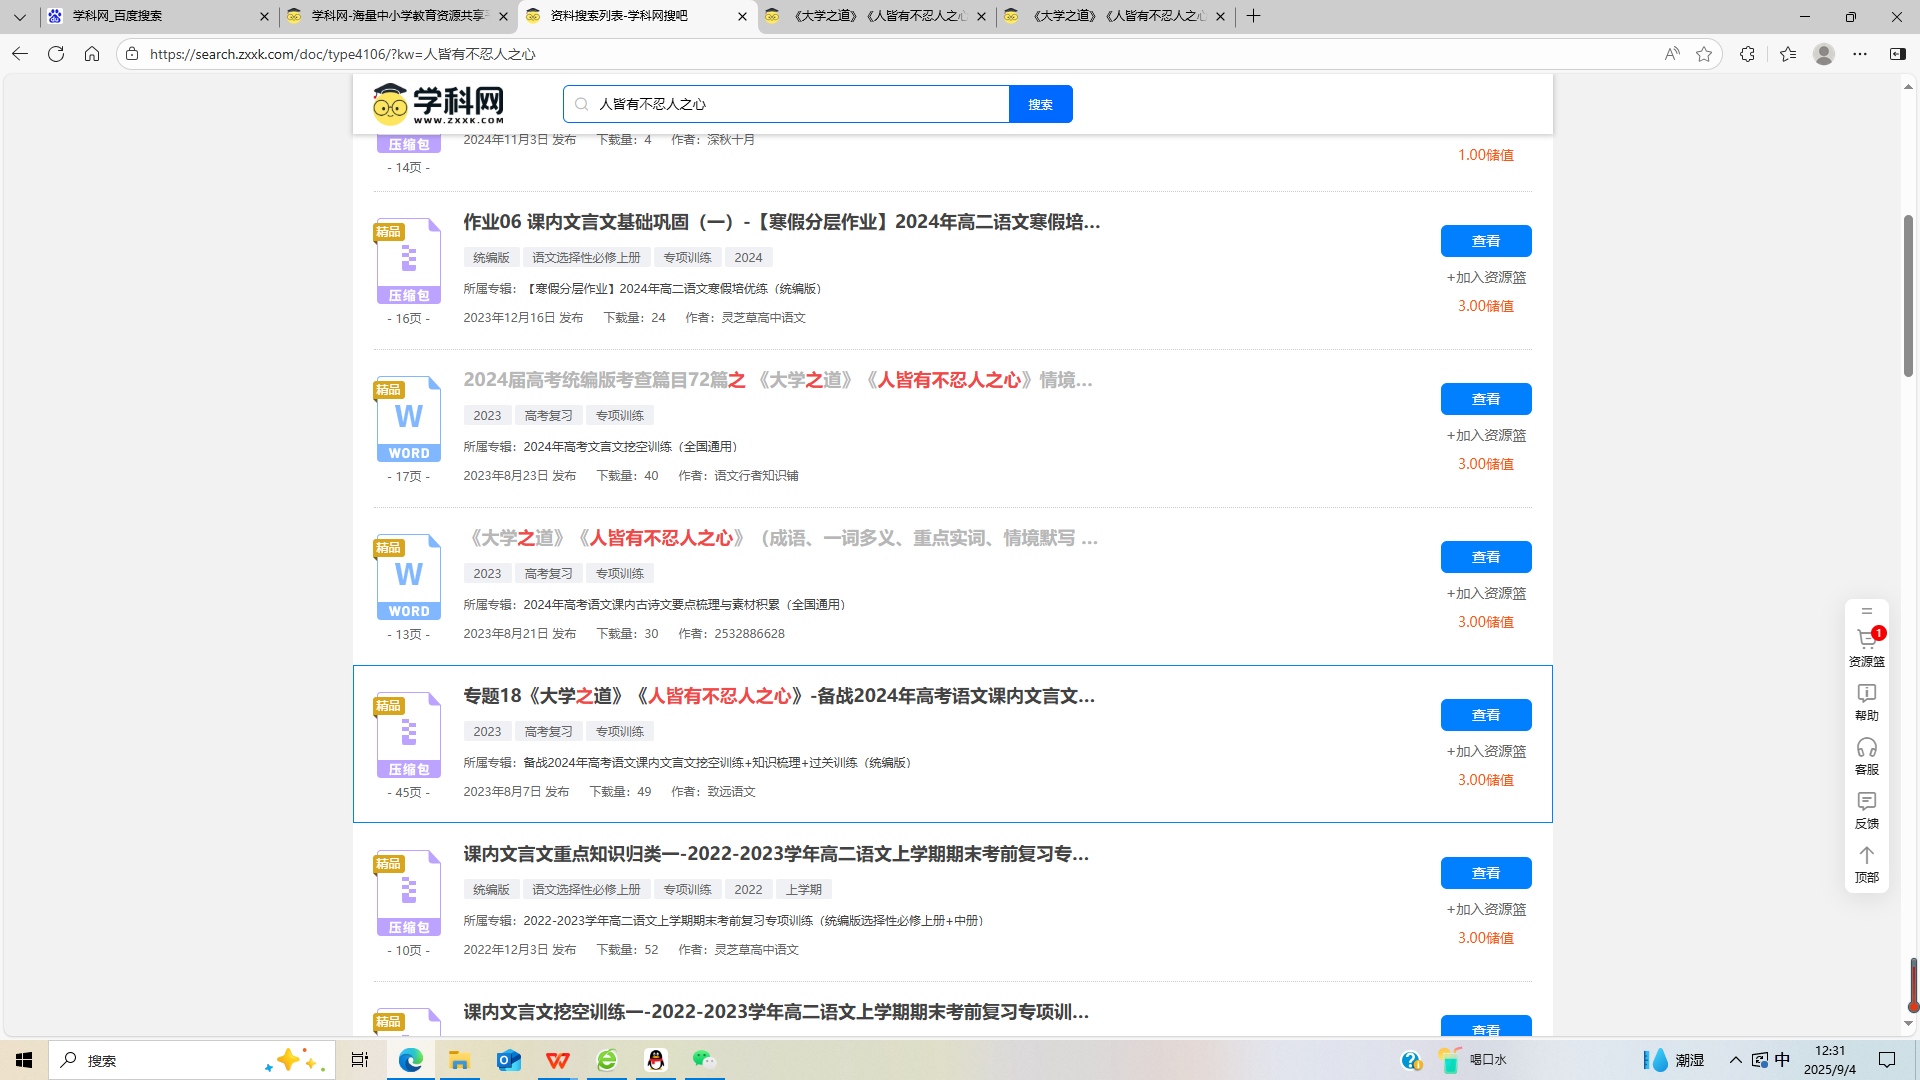 学科网_百度搜索
学科网-海量中小学教育资源共享
资料搜索列表-学科网搜吧
《大学之道》《人皆有不忍人之心
《大学之道》《人皆有不忍人之心
https://search.zxxk.com/doc/type4106/?kw=人皆有不忍人之心
学科网
WWW.ZXXK.COM
人皆有不忍人之心
搜索
压缩包
- 14页 -
2024年11月3日 发布 下载量：4 作者：深秋十月
1.00储值
精品
压缩包
- 16页 -
作业06 课内文言文基础巩固（一）-【寒假分层作业】2024年高二语文寒假培...
统编版 语文选择性必修上册 专项训练 2024
所属专辑：【寒假分层作业】2024年高二语文寒假培优练（统编版）
2023年12月16日 发布 下载量：24 作者：灵芝草高中语文
查看
+加入资源篮
3.00储值
精品
W
WORD
- 17页 -
2024届高考统编版考查篇目72篇之 《大学之道》《人皆有不忍人之心》情境...
2023 高考复习 专项训练
所属专辑：2024年高考文言文挖空训练（全国通用）
2023年8月23日 发布 下载量：40 作者：语文行者知识铺
查看
+加入资源篮
3.00储值
精品
W
WORD
- 13页 -
《大学之道》《人皆有不忍人之心》（成语、一词多义、重点实词、情境默写 ...
2023 高考复习 专项训练
所属专辑：2024年高考语文课内古诗文要点梳理与素材积累（全国通用）
2023年8月21日 发布 下载量：30 作者：2532886628
查看
+加入资源篮
3.00储值
精品
压缩包
- 45页 -
专题18《大学之道》《人皆有不忍人之心》-备战2024年高考语文课内文言文...
2023 高考复习 专项训练
所属专辑：备战2024年高考语文课内文言文挖空训练+知识梳理+过关训练（统编版）
2023年8月7日 发布 下载量：49 作者：致远语文
查看
+加入资源篮
3.00储值
精品
压缩包
- 10页 -
课内文言文重点知识归类一-2022-2023学年高二语文上学期期末考前复习专...
统编版 语文选择性必修上册 专项训练 2022 上学期
所属专辑：2022-2023学年高二语文上学期期末考前复习专项训练（统编版选择性必修上册+中册）
2022年12月3日 发布 下载量：52 作者：灵芝草高中语文
查看
+加入资源篮
3.00储值
精品
课内文言文挖空训练一-2022-2023学年高二语文上学期期末考前复习专项训...
查看
1
资源篮
帮助
客服
反馈
顶部
搜索
喝口水
潮湿
中
12:31
2025/9/4